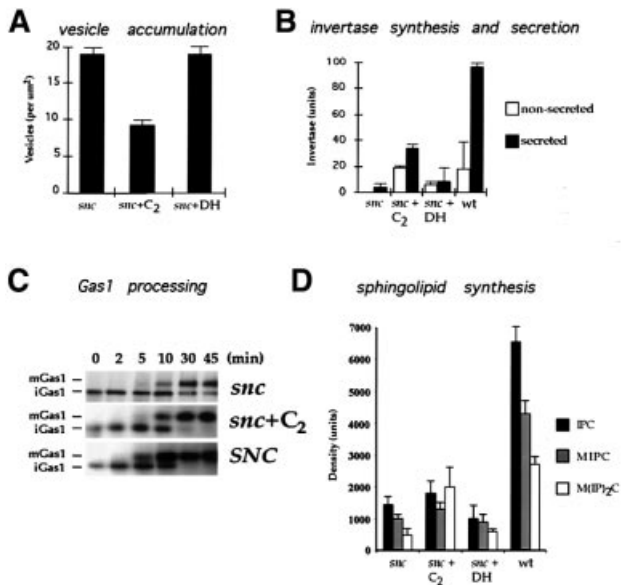 A vesicle accumulation
Vesicles (per um²)
20
15
10
5
0
snc snc+C₂ snc+DH
B invertase synthesis and secretion
Invertase (units)
100
80
60
40
20
0
snc snc + C₂ snc + DH wt
non-secreted
secreted
C Gas1 processing
0 2 5 10 30 45 (min)
mGas1
iGas1
snc
mGas1
iGas1
snc+C₂
mGas1
iGas1
SNC
D sphingolipid synthesis
Density (units)
7000
6000
5000
4000
3000
2000
1000
0
snc snc + C₂ snc + DH wt
IPC
MIPC
M(IP)₂C